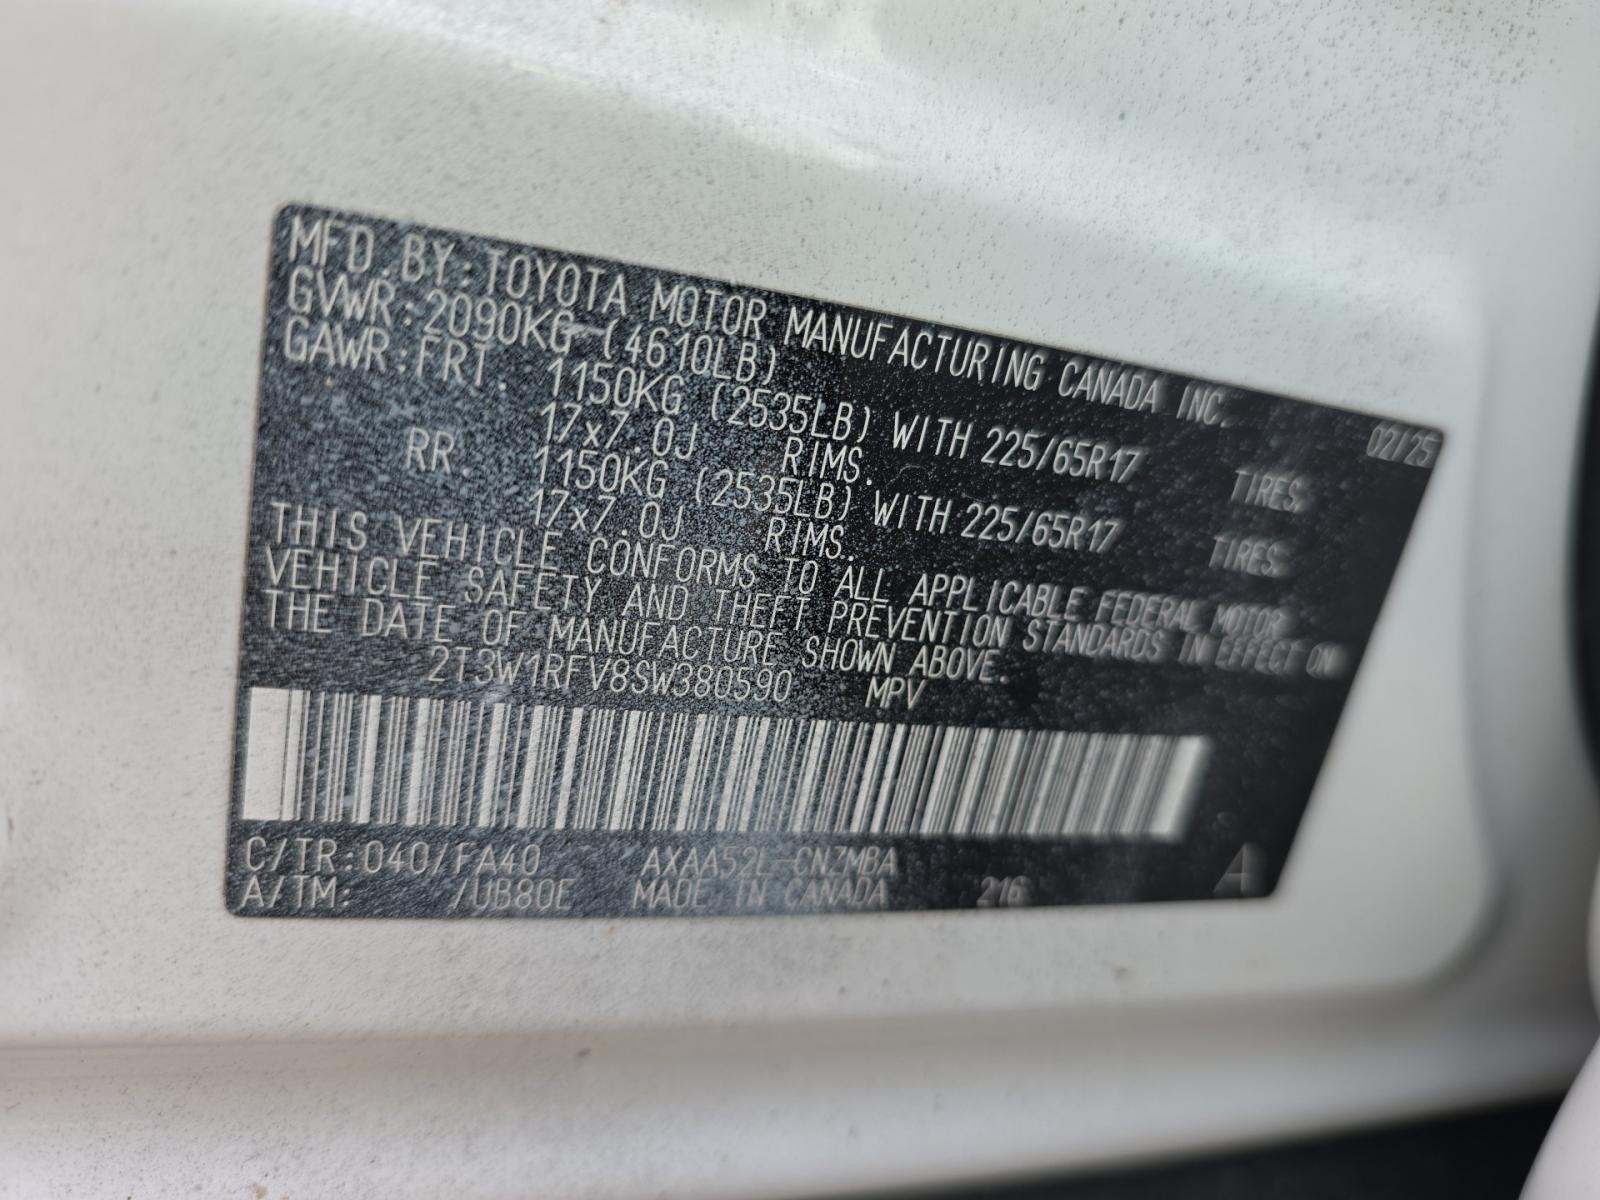 MFD.BY:TOYOTA MOTOR MANUFACTURING CANADA INC. 02/25
GVWR:2090KG (4610LB)
GAWR:FRT. 1150KG (2535LB) WITH 225/65R17 TIRES,
17x7.0J RIMS.
RR. 1150KG (2535LB) WITH 225/65R17 TIRES,
17x7.0J RIMS.
THIS VEHICLE CONFORMS TO ALL APPLICABLE FEDERAL MOTOR
VEHICLE SAFETY AND THEFT PREVENTION STANDARDS IN EFFECT ON
THE DATE OF MANUFACTURE SHOWN ABOVE.
2T3W1RFV8SW380590 MPV
C/TR:040/FA40 AXAA52L-CNZMBA A
A/TM: /UB80E MADE IN CANADA 216